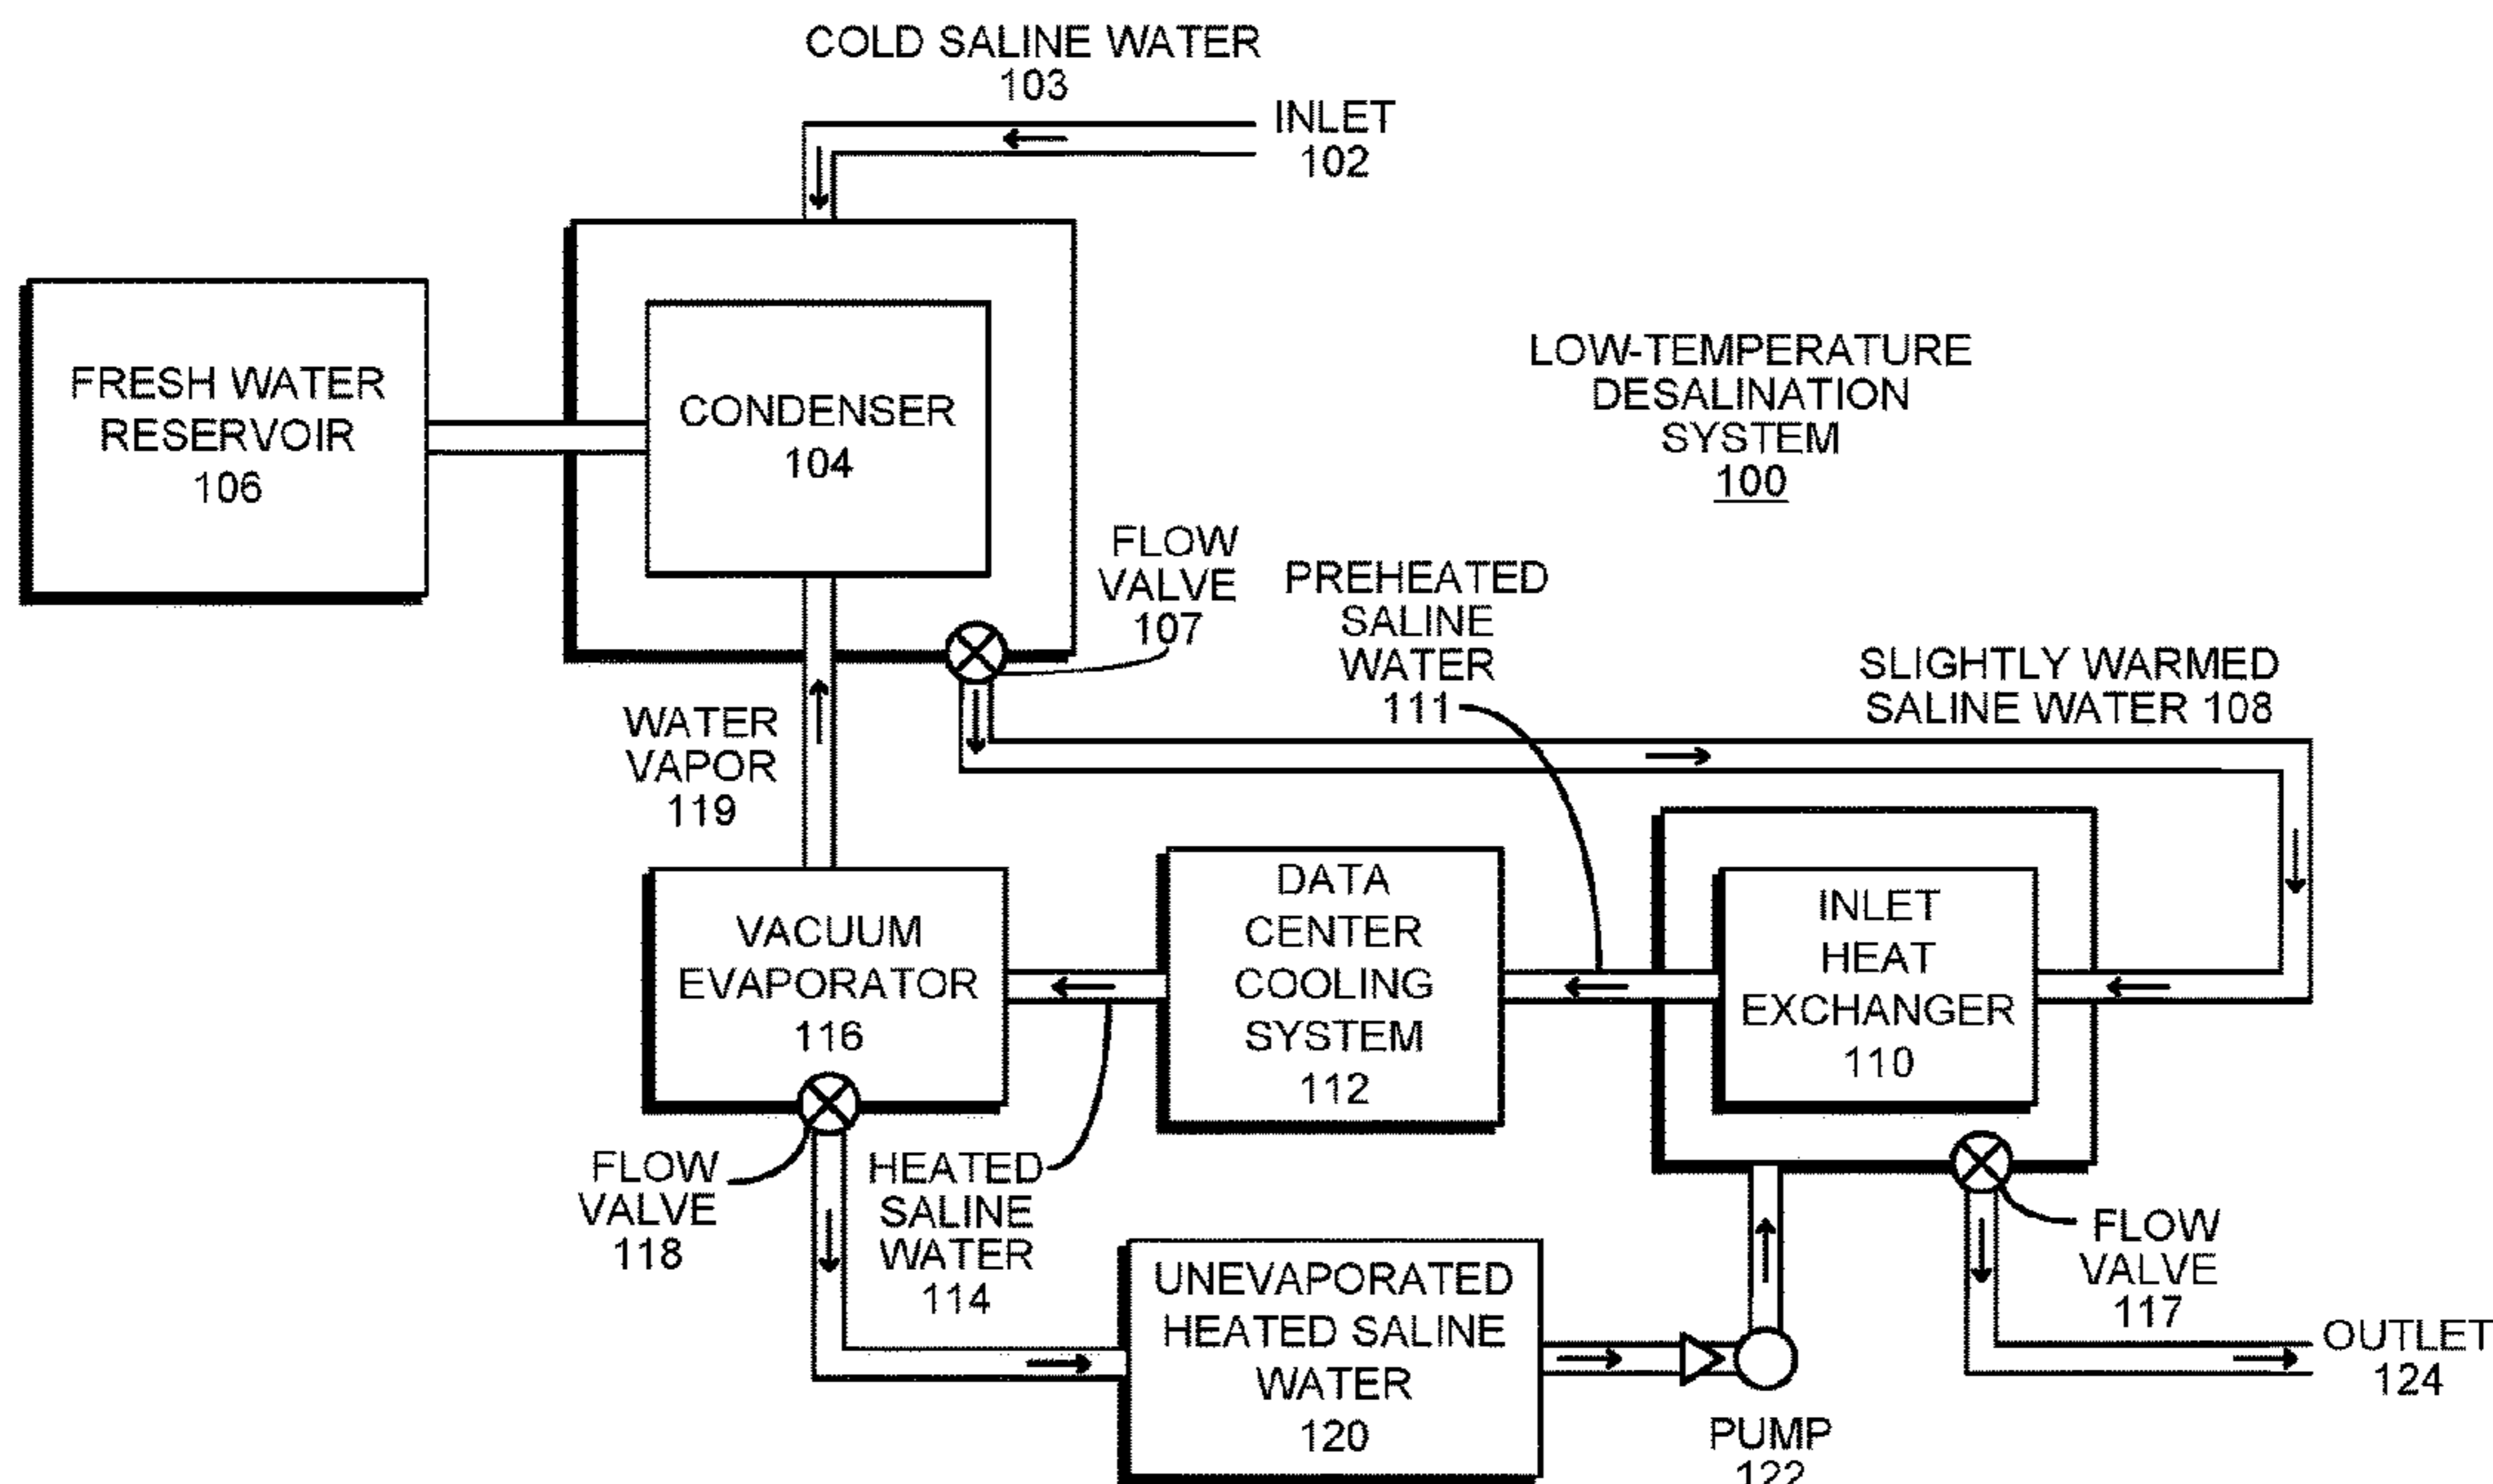 COLD SALINE WATER
103
INLET
102
FRESH WATER
RESERVOIR
106
CONDENSER
104
LOW-TEMPERATURE
DESALINATION
SYSTEM
100
FLOW
VALVE
107
PREHEATED
SALINE
WATER
111
SLIGHTLY WARMED
SALINE WATER 108
WATER
VAPOR
119
VACUUM
EVAPORATOR
116
DATA
CENTER
COOLING
SYSTEM
112
INLET
HEAT
EXCHANGER
110
FLOW
VALVE
118
HEATED
SALINE
WATER
114
UNEVAPORATED
HEATED SALINE
WATER
120
FLOW
VALVE
117
OUTLET
124
PUMP
122